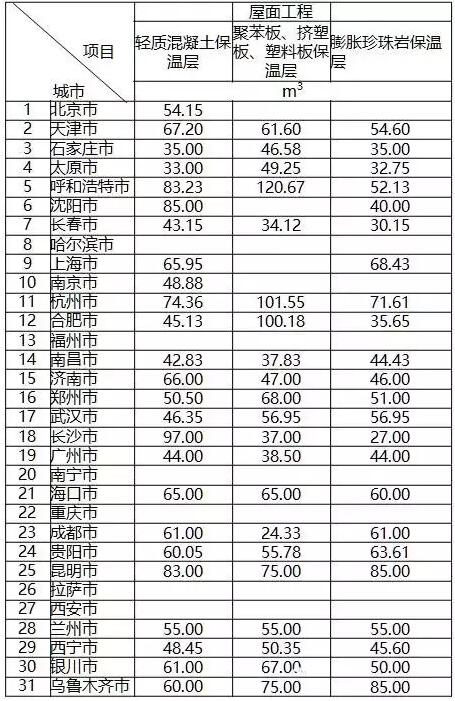 屋面工程
项目
轻质混凝土保温层 聚苯板、挤塑板、塑料板保温层 膨胀珍珠岩保温层
城市 m³
1 北京市 54.15
2 天津市 67.20 61.60 54.60
3 石家庄市 35.00 46.58 35.00
4 太原市 33.00 49.25 32.75
5 呼和浩特市 83.23 120.67 52.13
6 沈阳市 85.00 40.00
7 长春市 43.15 34.12 30.15
8 哈尔滨市
9 上海市 65.95 68.43
10 南京市 48.88
11 杭州市 74.36 101.55 71.61
12 合肥市 45.13 100.18 35.65
13 福州市
14 南昌市 42.83 37.83 44.43
15 济南市 66.00 47.00 46.00
16 郑州市 50.50 68.00 51.00
17 武汉市 46.35 56.95 56.95
18 长沙市 97.00 37.00 27.00
19 广州市 44.00 38.50 44.00
20 南宁市
21 海口市 65.00 65.00 60.00
22 重庆市
23 成都市 61.00 24.33 61.00
24 贵阳市 60.05 55.78 63.61
25 昆明市 83.00 75.00 85.00
26 拉萨市
27 西安市
28 兰州市 55.00 55.00 55.00
29 西宁市 48.45 50.35 45.60
30 银川市 61.00 67.00 50.00
31 乌鲁木齐市 60.00 75.00 85.00